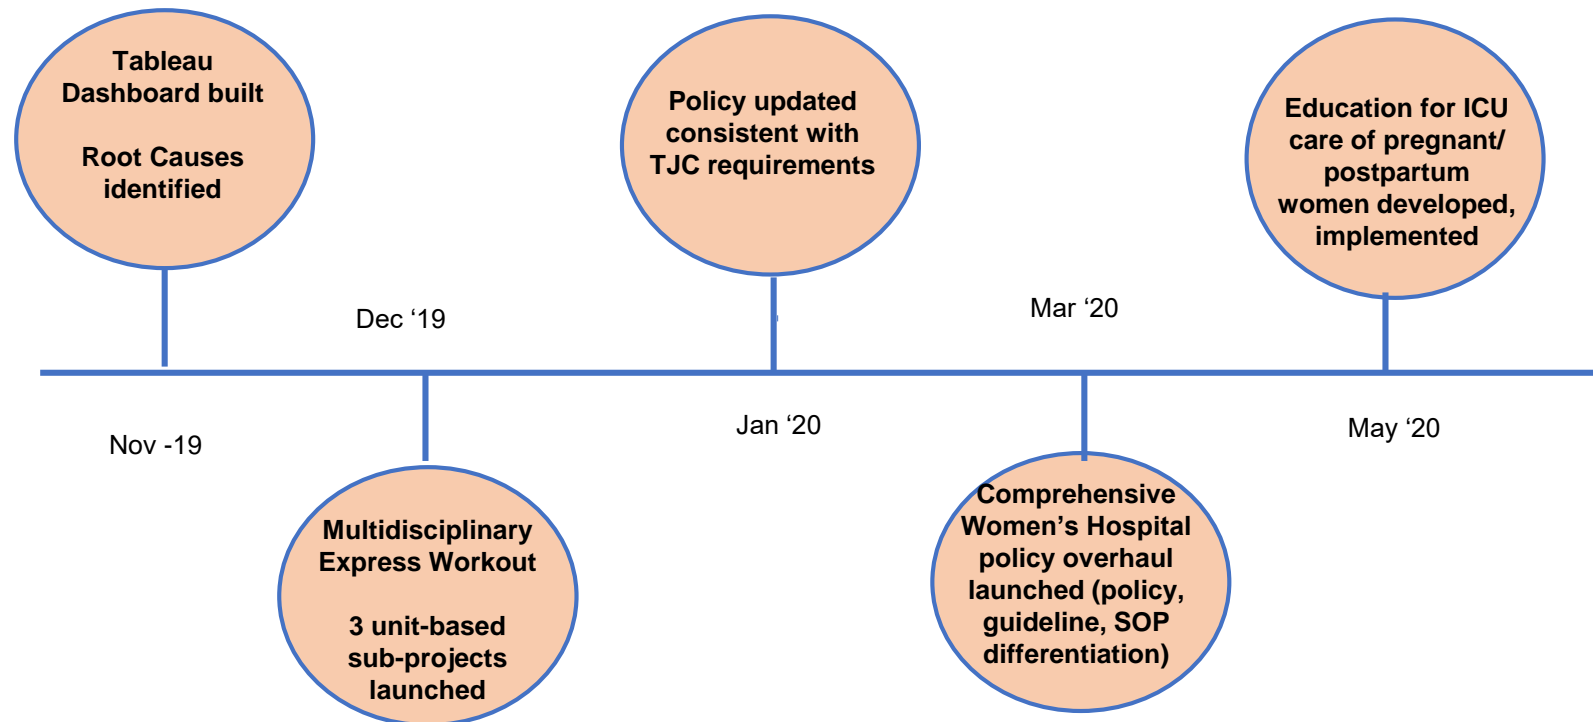 Tableau
Dashboard built
Root Causes
identified
Nov -19
Dec ‘19
Multidisciplinary
Express Workout
3 unit-based
sub-projects
launched
Policy updated
consistent with
TJC requirements
Jan ‘20
Mar ‘20
Comprehensive
Women’s Hospital
policy overhaul
launched (policy,
guideline, SOP
differentiation)
Education for ICU
care of pregnant/
postpartum
women developed,
implemented
May ‘20